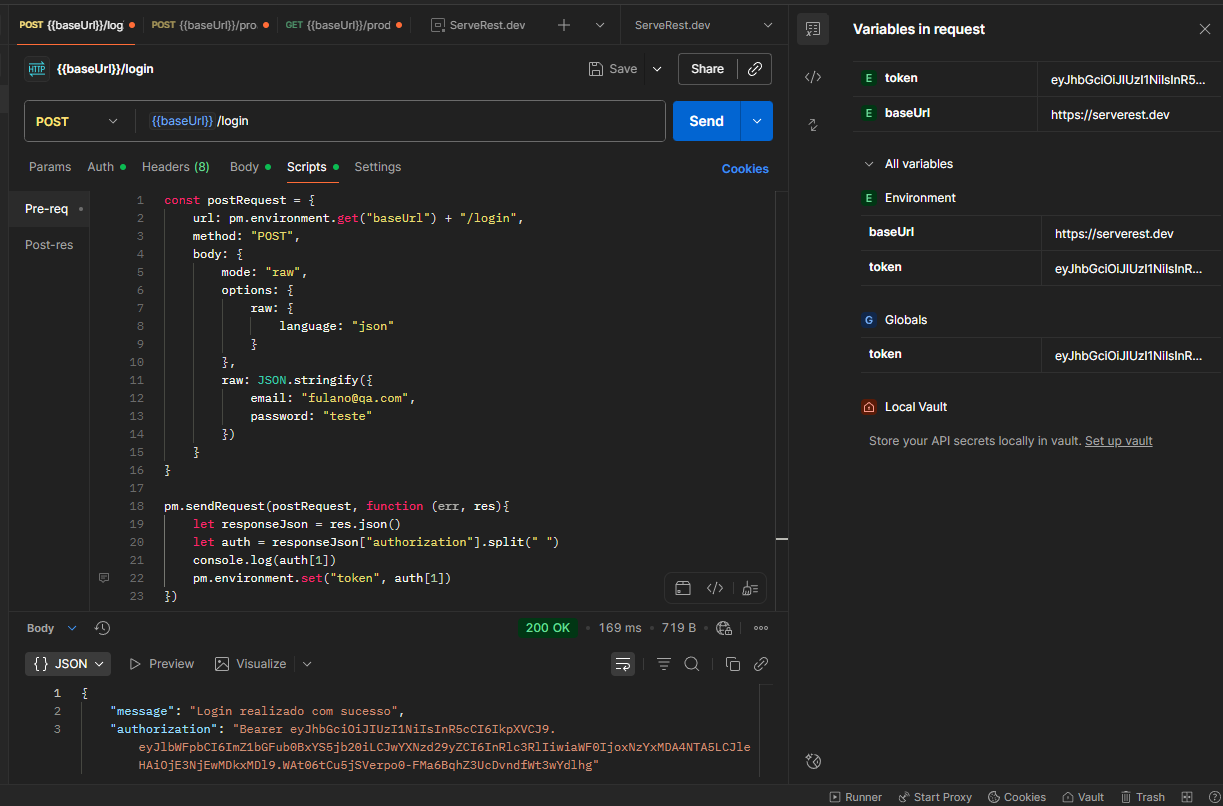 POST {{baseUrl}}/log
POST {{baseUrl}}/pro
GET {{baseUrl}}/prod
ServeRest.dev
ServeRest.dev
HTTP {{baseUrl}}/login
Save
Share
POST
{{baseUrl}} /login
Send
Params
Auth
Headers (8)
Body
Scripts
Settings
Cookies
Pre-req
Post-res
1 const postRequest = {
2 url: pm.environment.get("baseUrl") + "/login",
3 method: "POST",
4 body: {
5 mode: "raw",
6 options: {
7 raw: {
8 language: "json"
9 }
10 },
11 raw: JSON.stringify({
12 email: "fulano@qa.com",
13 password: "teste"
14 })
15 }
16 }
17
18 pm.sendRequest(postRequest, function (err, res){
19 let responseJson = res.json()
20 let auth = responseJson["authorization"].split(" ")
21 console.log(auth[1])
22 pm.environment.set("token", auth[1])
23 })
Body
200 OK
169 ms
719 B
{} JSON
Preview
Visualize
1 {
2 "message": "Login realizado com sucesso",
3 "authorization": "Bearer eyJhbGciOiJIUzI1NiIsInR5cCI6IkpXVCJ9.
eyJlbWFpbCI6ImZ1bGFub0BxYS5jb20iLCJwYXNzd29yZCI6InRlc3RlIiwiaWF0IjoxNzYxMDA4NTA5LCJle
HAiOjE3NjEwMDkxMDl9.WAt06tCu5jSVerpo0-FMa6BqhZ3UcDvndfWt3wYdlhg"
Variables in request
E token eyJhbGciOiJIUzI1NiIsInR5...
E baseUrl https://serverest.dev
All variables
E Environment
baseUrl https://serverest.dev
token eyJhbGciOiJIUzI1NiIsInR...
G Globals
token eyJhbGciOiJIUzI1NiIsInR...
Local Vault
Store your API secrets locally in vault. Set up vault
Runner
Start Proxy
Cookies
Vault
Trash